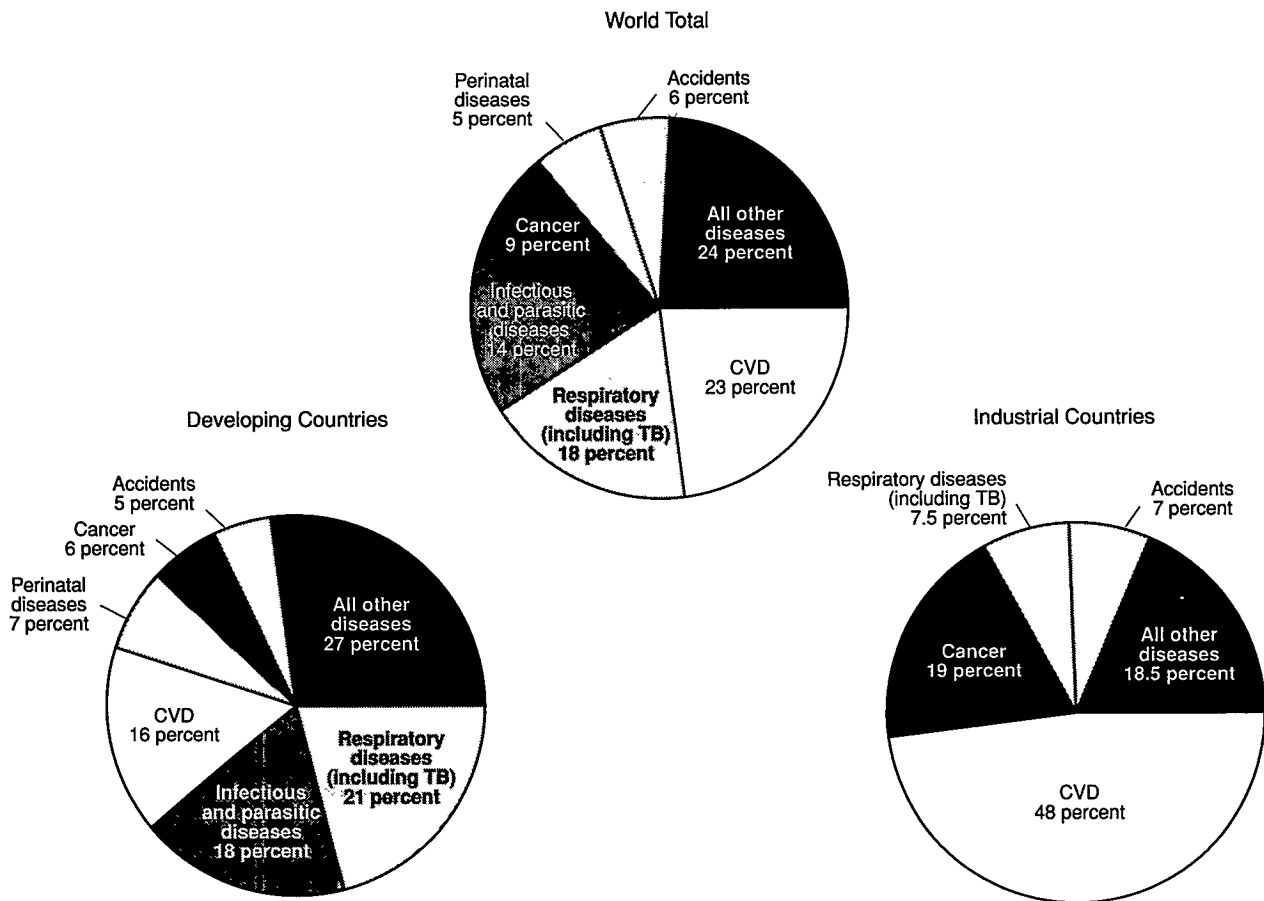 World Total
Perinatal
diseases
5 percent
Accidents
6 percent
All other
diseases
24 percent
Cancer
9 percent
Infectious
and parasitic
diseases
14 percent
CVD
23 percent
Respiratory
diseases
(including TB)
18 percent
Developing Countries
Accidents
5 percent
Cancer
6 percent
Perinatal
diseases
7 percent
All other
diseases
27 percent
CVD
16 percent
Respiratory
diseases
(including TB)
21 percent
Infectious
and parasitic
diseases
18 percent
Industrial Countries
Respiratory diseases
(including TB)
7.5 percent
Accidents
7 percent
Cancer
19 percent
All other
diseases
18.5 percent
CVD
48 percent